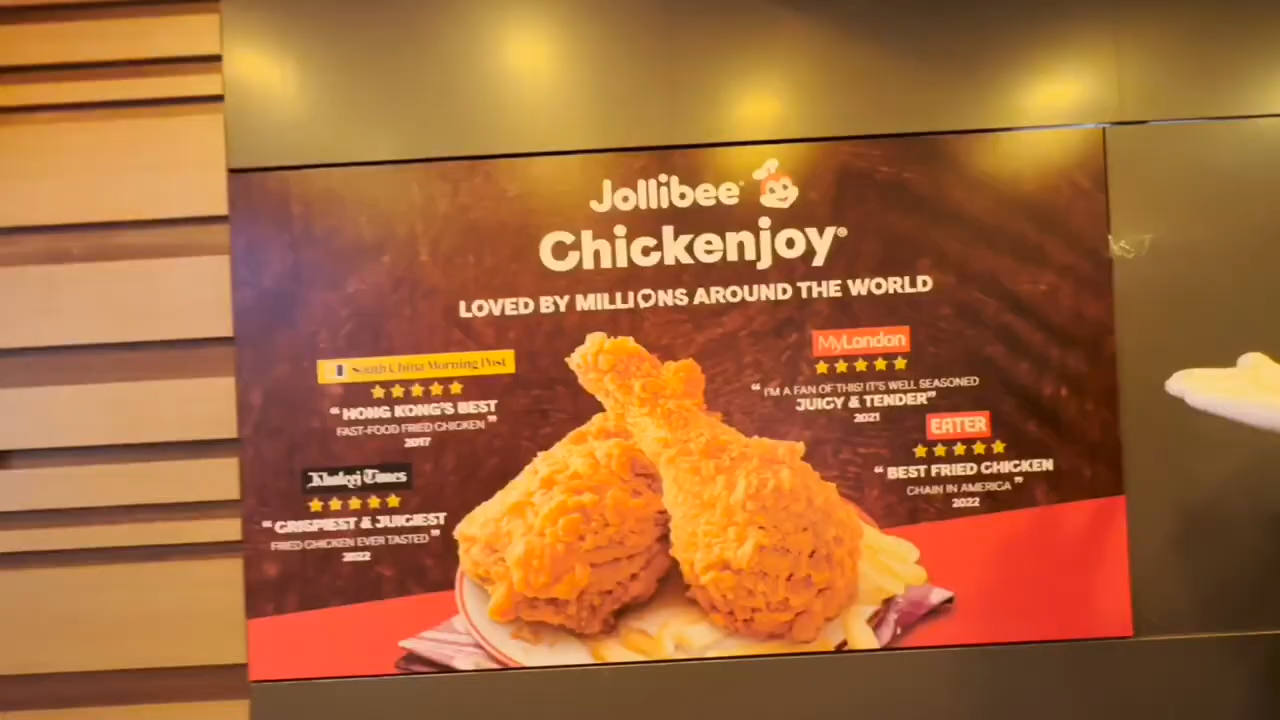 Jollibee®
Chickenjoy®
LOVED BY MILLIONS AROUND THE WORLD
South China Morning Post
“ HONG KONG'S BEST
FAST-FOOD FRIED CHICKEN ”
2017
Khaleej Times
“ CRISPIEST & JUICIEST
FRIED CHICKEN EVER TASTED ”
2022
MyLondon
“ I'M A FAN OF THIS! IT'S WELL SEASONED
JUICY & TENDER”
2021
EATER
“ BEST FRIED CHICKEN
CHAIN IN AMERICA ”
2022